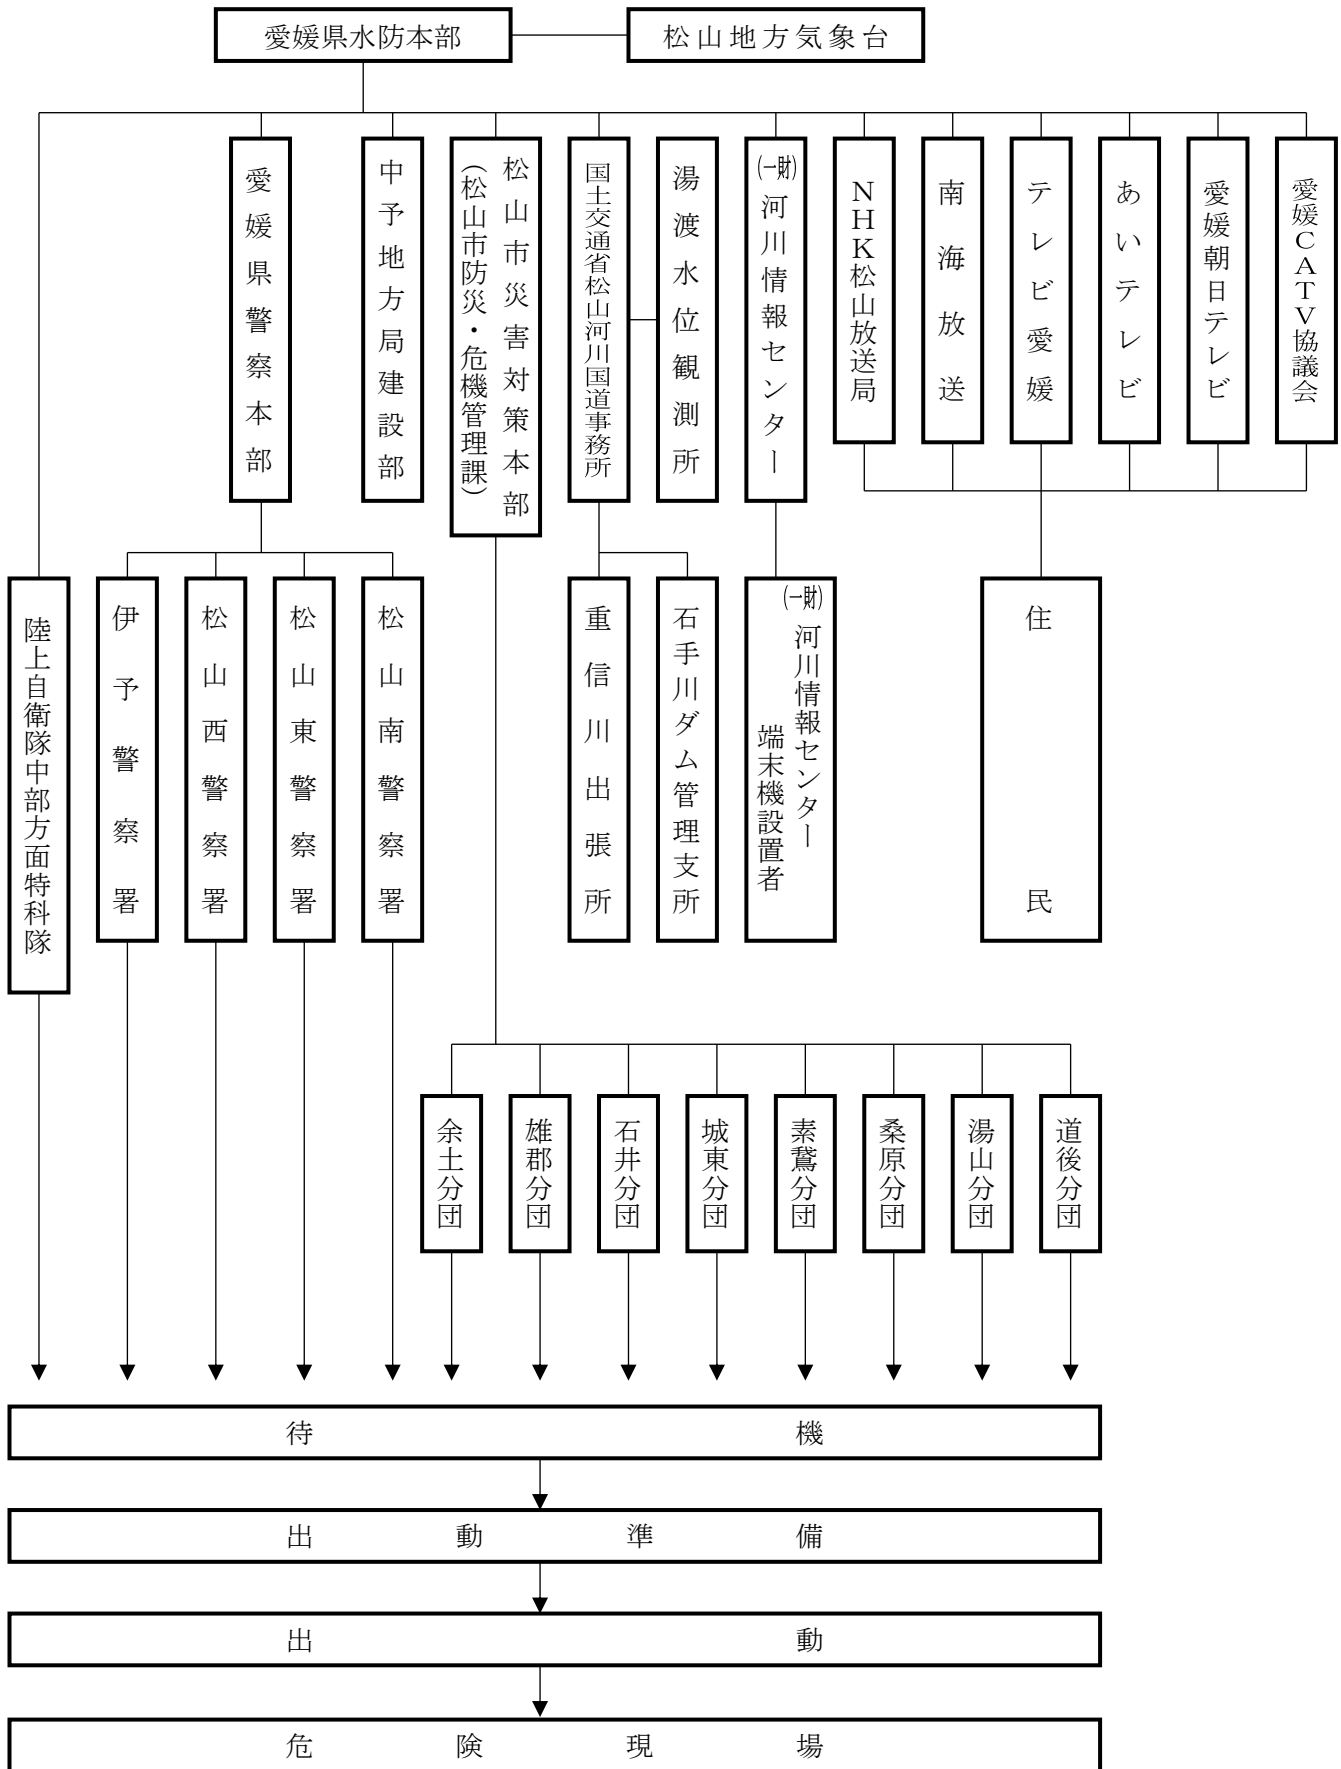 愛媛県水防本部
松山地方気象台
愛媛県警察本部
中予地方局建設部
松山市災害対策本部
（松山市防災・危機管理課）
国土交通省松山河川国道事務所
湯渡水位観測所
(一財)河川情報センター
NHK松山放送局
南海放送
テレビ愛媛
あいテレビ
愛媛朝日テレビ
愛媛CATV協議会
陸上自衛隊中部方面特科隊
伊予警察署
松山西警察署
松山東警察署
松山南警察署
重信川出張所
石手川ダム管理支所
(一財)河川情報センター
端末機設置者
住民
余土分団
雄郡分団
石井分団
城東分団
素鵞分団
桑原分団
湯山分団
道後分団
待機
出動準備
出動
危険現場